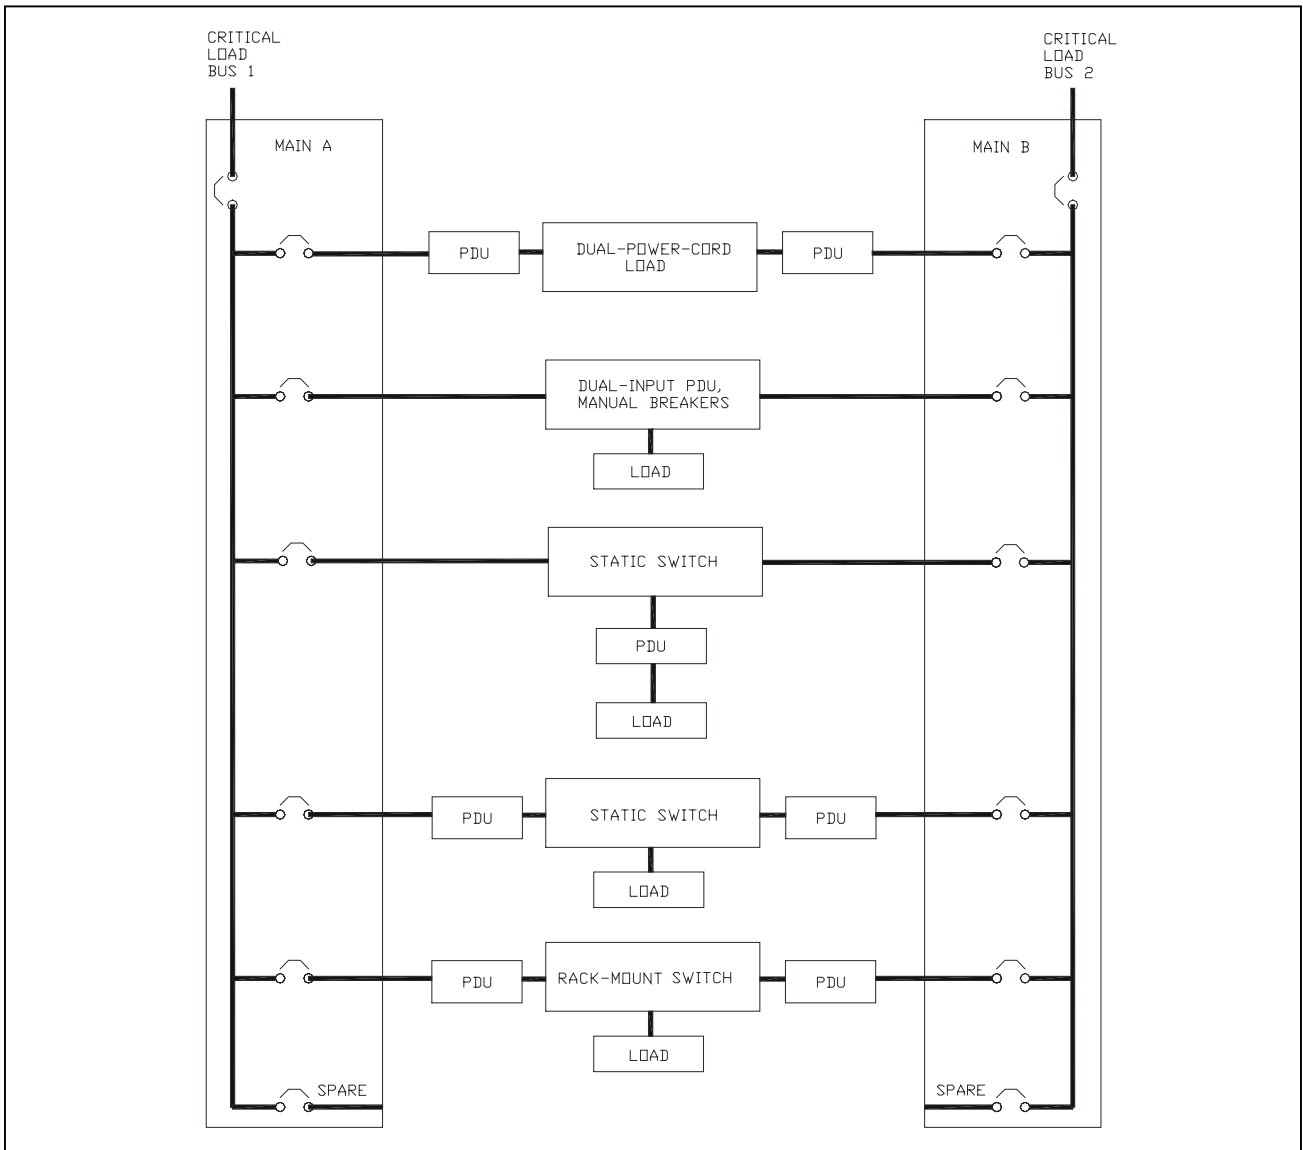 CRITICAL
LOAD
BUS 1
CRITICAL
LOAD
BUS 2
MAIN A
MAIN B
PDU
DUAL-POWER-CORD
LOAD
PDU
DUAL-INPUT PDU,
MANUAL BREAKERS
LOAD
STATIC SWITCH
PDU
LOAD
PDU
STATIC SWITCH
PDU
LOAD
PDU
RACK-MOUNT SWITCH
PDU
LOAD
SPARE
SPARE